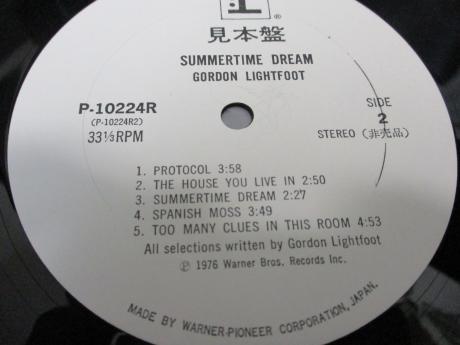 ®
見本盤
SUMMERTIME DREAM
GORDON LIGHTFOOT
P-10224R
(P-10224R2)
33⅓RPM
SIDE
2
STEREO (非売品)
1. PROTOCOL 3:58
2. THE HOUSE YOU LIVE IN 2:50
3. SUMMERTIME DREAM 2:27
4. SPANISH MOSS 3:49
5. TOO MANY CLUES IN THIS ROOM 4:53
All selections written by Gordon Lightfoot
℗ 1976 Warner Bros. Records Inc.
MADE BY WARNER-PIONEER CORPORATION, JAPAN.